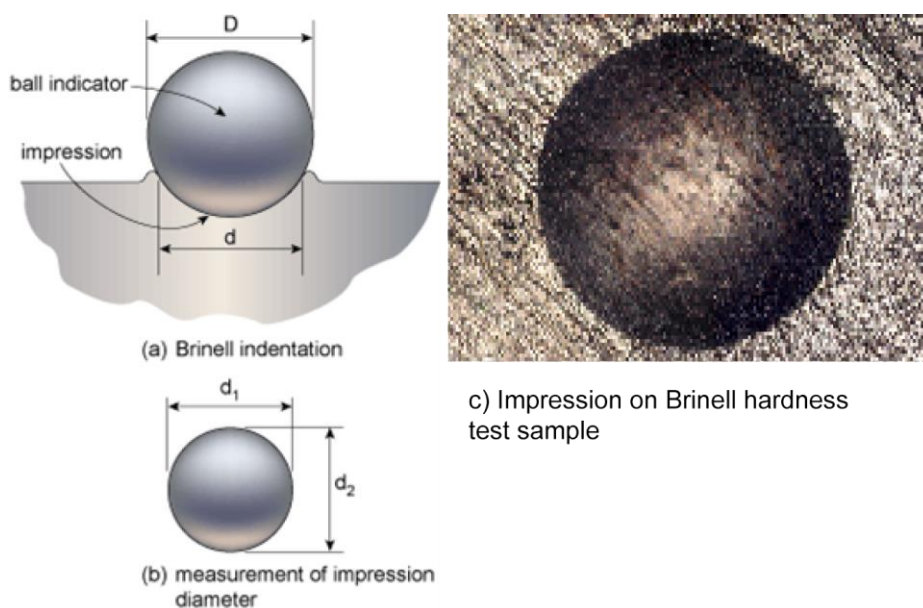 D
ball indicator
impression
d
(a) Brinell indentation
d1
d2
(b) measurement of impression
diameter
c) Impression on Brinell hardness
test sample